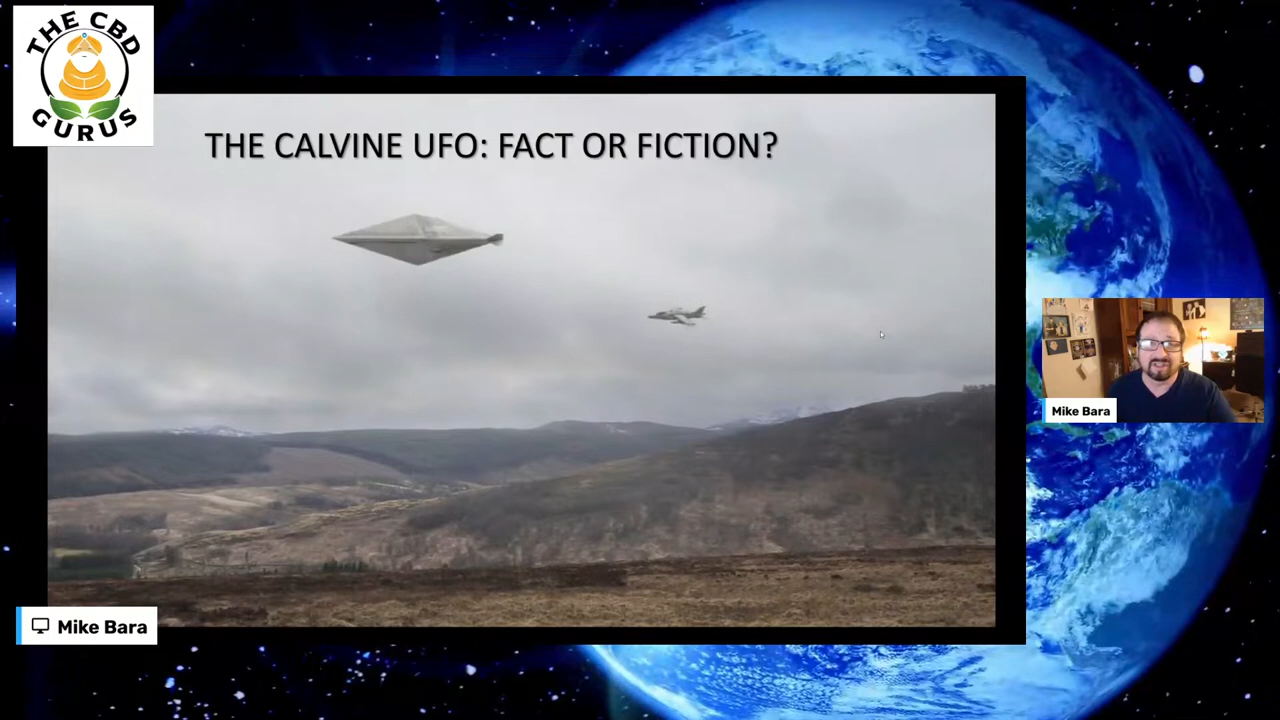 THE CBD
GURUS
THE CALVINE UFO: FACT OR FICTION?
Mike Bara
Mike Bara